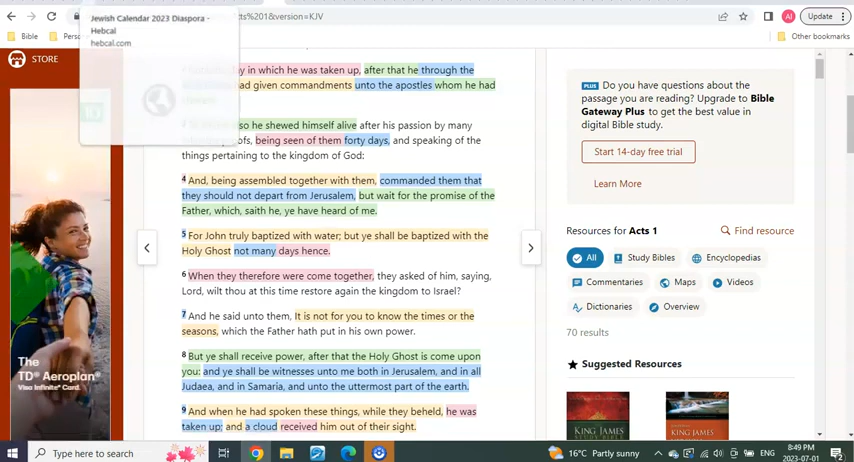 Jewish Calendar 2023 Diaspora -
Hebcal
hebcal.com
cts%201&version=KJV
AI
Update
Bible
Other bookmarks
STORE
The
TD® Aeroplan®
Visa Infinite* Card.
day in which he was taken up, after that he through the
had given commandments unto the apostles whom he had
also he shewed himself alive after his passion by many
being seen of them forty days, and speaking of the
things pertaining to the kingdom of God:
4 And, being assembled together with them, commanded them that
they should not depart from Jerusalem, but wait for the promise of the
Father, which, saith he, ye have heard of me.
5 For John truly baptized with water; but ye shall be baptized with the
Holy Ghost not many days hence.
6 When they therefore were come together, they asked of him, saying,
Lord, wilt thou at this time restore again the kingdom to Israel?
7 And he said unto them, It is not for you to know the times or the
seasons, which the Father hath put in his own power.
8 But ye shall receive power, after that the Holy Ghost is come upon
you: and ye shall be witnesses unto me both in Jerusalem, and in all
Judaea, and in Samaria, and unto the uttermost part of the earth.
9 And when he had spoken these things, while they beheld, he was
taken up; and a cloud received him out of their sight.
PLUS Do you have questions about the
passage you are reading? Upgrade to Bible
Gateway Plus to get the best value in
digital Bible study.
Start 14-day free trial
Learn More
Resources for Acts 1
Find resource
All
Study Bibles
Encyclopedias
Commentaries
Maps
Videos
Dictionaries
Overview
70 results
Suggested Resources
KING JAMES
KING JAMES
Type here to search
16°C Partly sunny
ENG
8:49 PM
2023-07-01
2